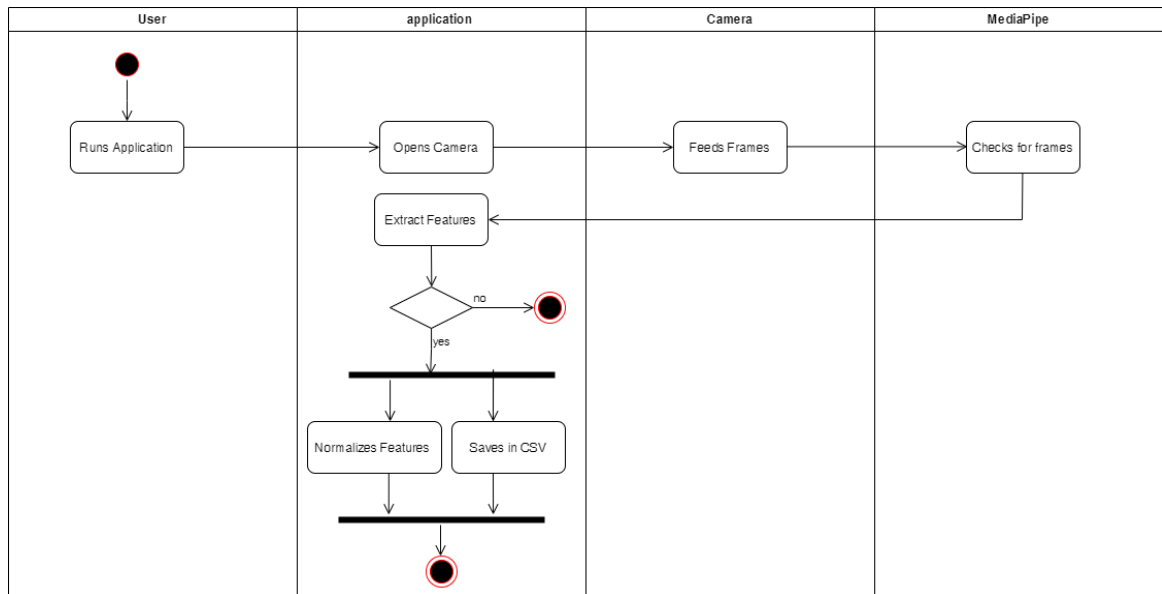 User
application
Camera
MediaPipe
Runs Application
Opens Camera
Feeds Frames
Checks for frames
Extract Features
no
yes
Normalizes Features
Saves in CSV